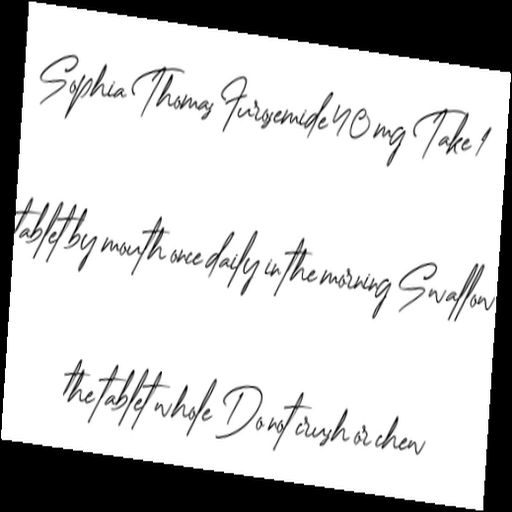 Sophia Thomas Furosemide 40 mg Take 1
tablet by mouth once daily in the morning Swallow
the tablet whole Do not crush or chew